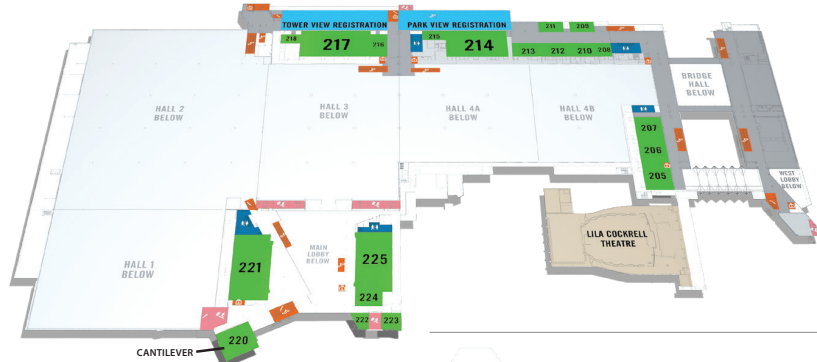 TOWER VIEW REGISTRATION
PARK VIEW REGISTRATION
211
209
218
217
216
215
214
213
212
210
208
BRIDGE
HALL
BELOW
HALL 2
BELOW
HALL 3
BELOW
HALL 4A
BELOW
HALL 4B
BELOW
207
206
205
WEST
LOBBY
BELOW
LILA COCKRELL
THEATRE
HALL 1
BELOW
221
MAIN
LOBBY
BELOW
225
224
222
223
220
CANTILEVER